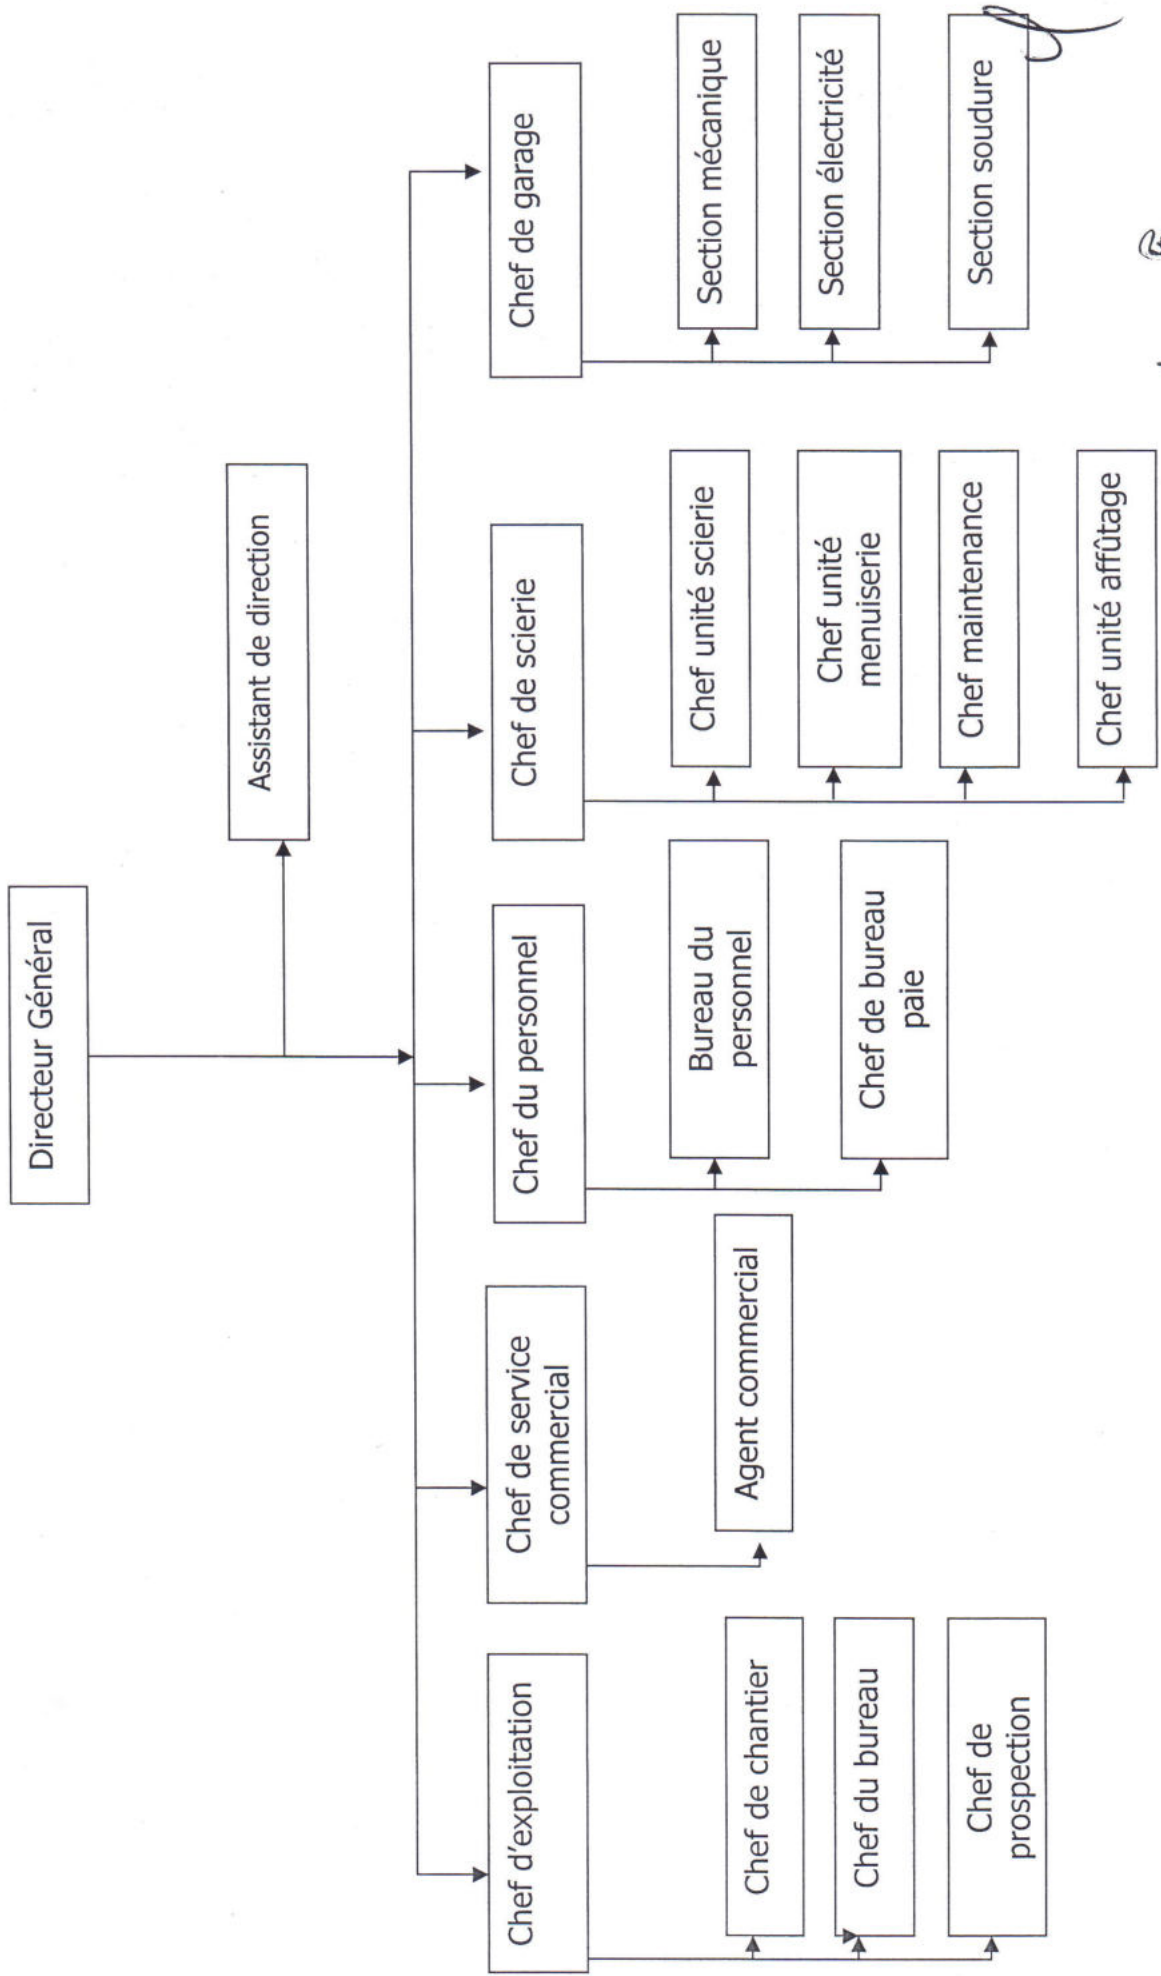 Directeur Général
Assistant de direction
Chef d'exploitation
Chef de service
commercial
Chef du personnel
Chef de scierie
Chef de garage
Chef de chantier
Chef du bureau
Chef de
prospection
Agent commercial
Bureau du
personnel
Chef de bureau
paie
Chef unité scierie
Chef unité
menuiserie
Chef maintenance
Chef unité affûtage
Section mécanique
Section électricité
Section soudure